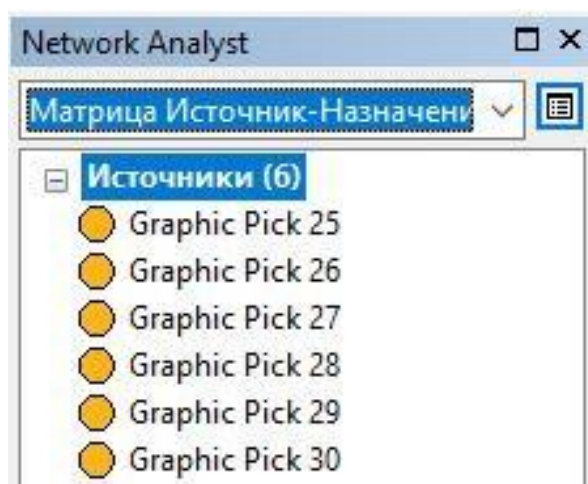 Network Analyst
Матрица Источник-Назначени
Источники (6)
Graphic Pick 25
Graphic Pick 26
Graphic Pick 27
Graphic Pick 28
Graphic Pick 29
Graphic Pick 30